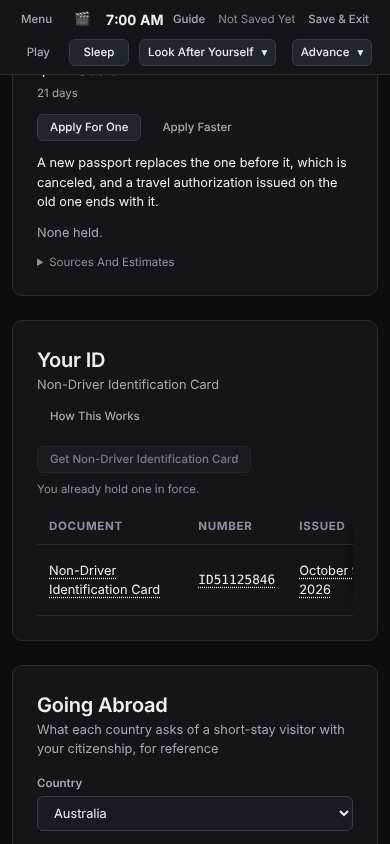 Menu 🎬 7:00 AM Guide Not Saved Yet Save & Exit
Play Sleep Look After Yourself ▾ Advance ▾
21 days
Apply For One Apply Faster
A new passport replaces the one before it, which is
canceled, and a travel authorization issued on the
old one ends with it.
None held.
▶ Sources And Estimates
Your ID
Non-Driver Identification Card
How This Works
Get Non-Driver Identification Card
You already hold one in force.
DOCUMENT NUMBER ISSUED
Non-Driver
Identification Card
ID51125846
October
2026
Going Abroad
What each country asks of a short-stay visitor with
your citizenship, for reference
Country
Australia